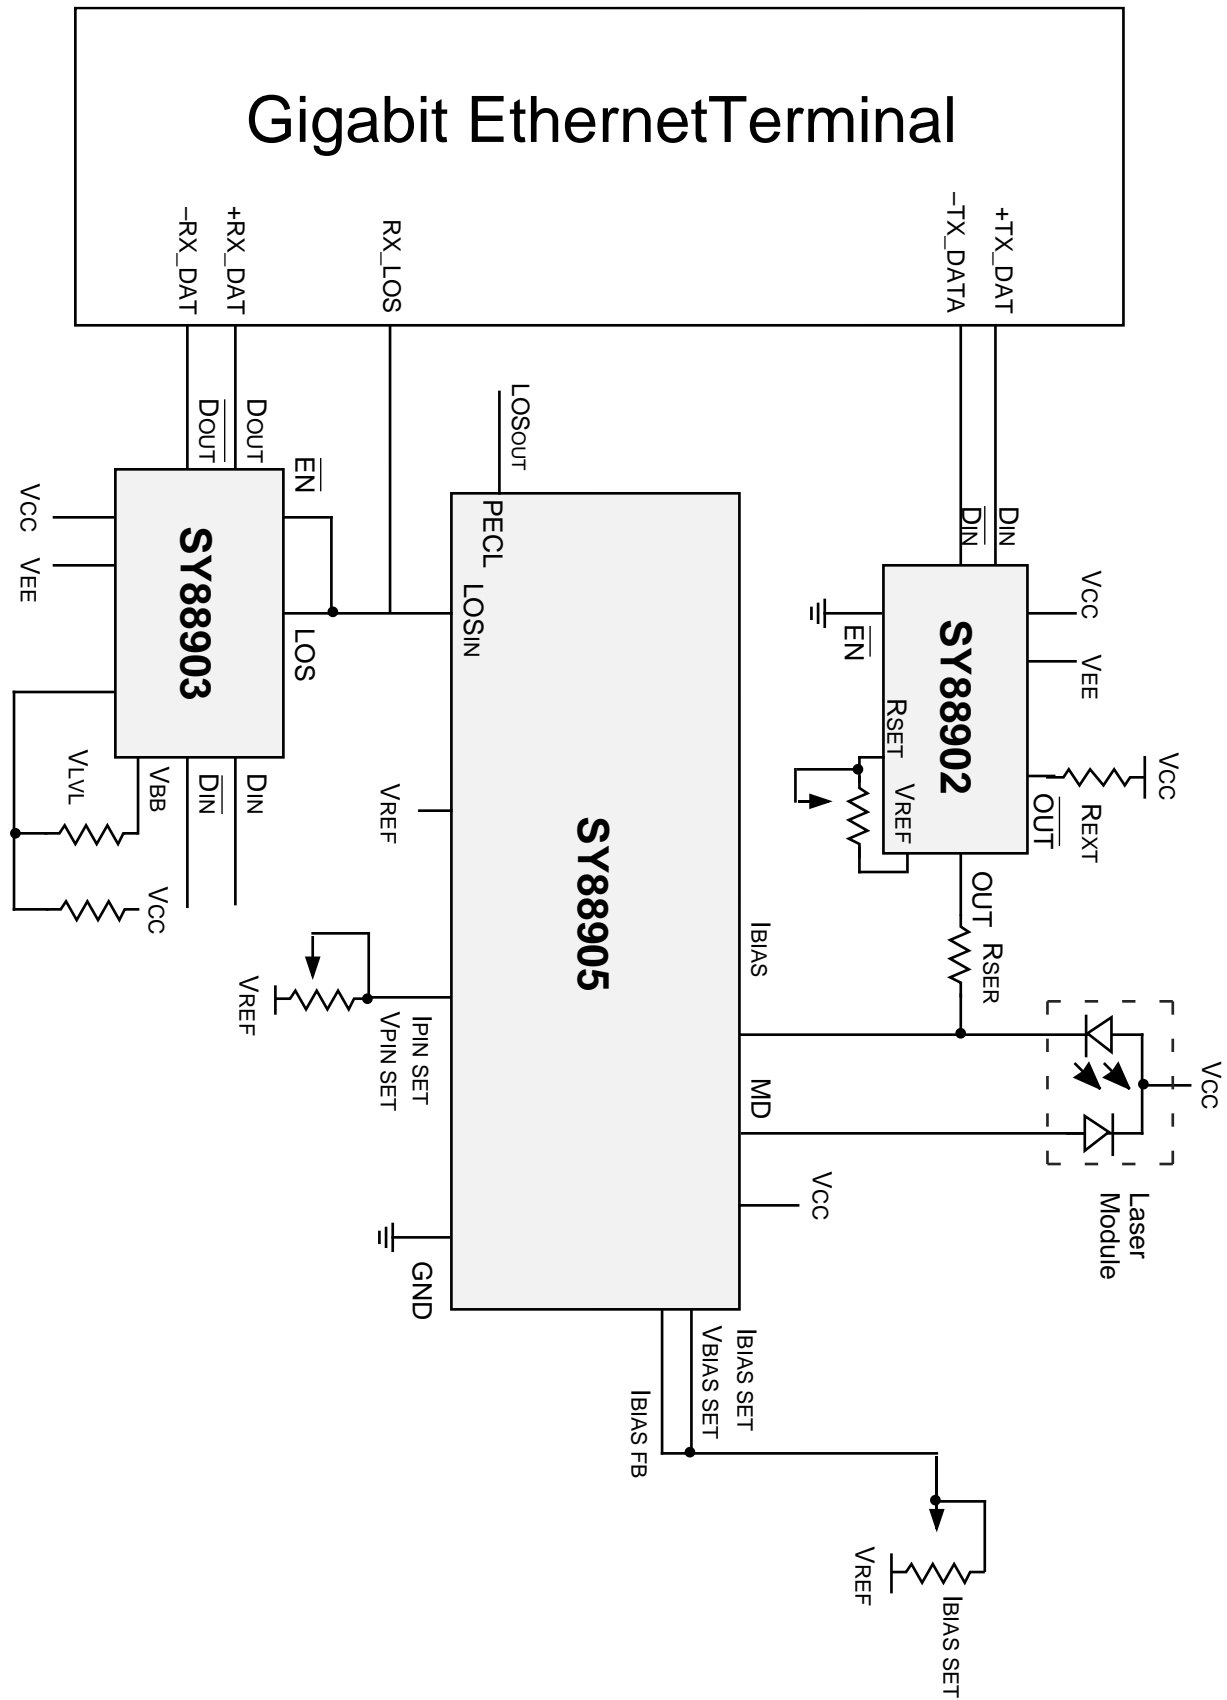 Gigabit EthernetTerminal
+TX_DAT
–TX_DATA
RX_LOS
+RX_DAT
–RX_DAT
DIN
DIN
VCC
VEE
SY88902
EN
RSET
VREF
VCC
REXT
OUT
OUT
RSER
Laser
Module
VCC
LOSOUT
PECL
LOSIN
SY88905
IBIAS
MD
VCC
VREF
IPIN SET
VPIN SET
VREF
GND
IBIAS SET
VBIAS SET
IBIAS FB
VREF
IBIAS SET
DOUT
DOUT
EN
LOS
SY88903
VCC
VEE
DIN
DIN
VBB
VLVL
VCC